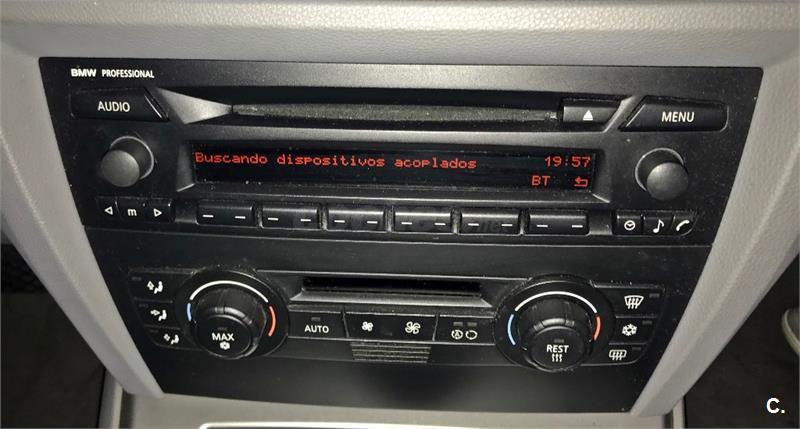 BMW PROFESSIONAL
AUDIO
MENU
Buscando dispositivos acoplados 19:57
BT
m
AUTO
MAX
REST
C.